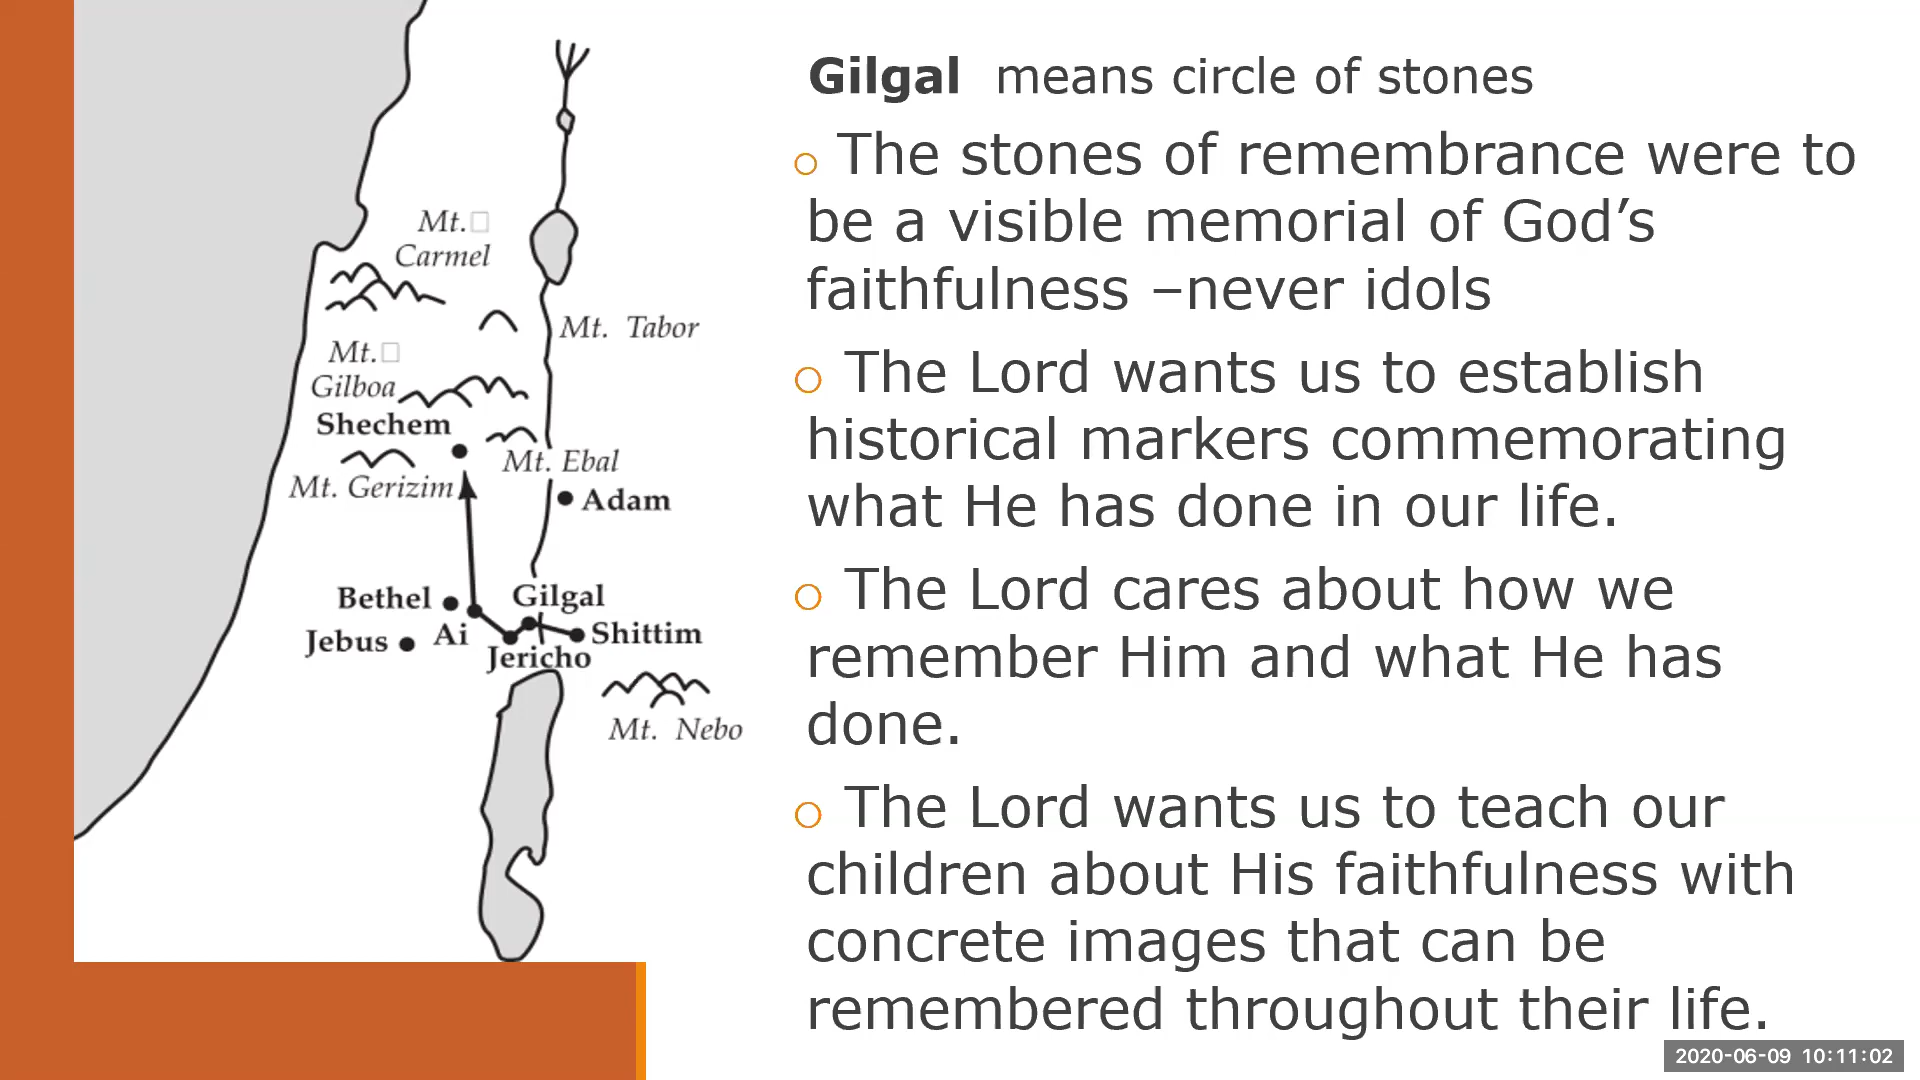 Mt.
Carmel
Mt. Tabor
Mt.
Gilboa
Shechem
Mt. Ebal
Mt. Gerizim
Adam
Bethel
Gilgal
Jebus
Ai
Shittim
Jericho
Mt. Nebo
Gilgal means circle of stones
The stones of remembrance were to
be a visible memorial of God’s
faithfulness –never idols
The Lord wants us to establish
historical markers commemorating
what He has done in our life.
The Lord cares about how we
remember Him and what He has
done.
The Lord wants us to teach our
children about His faithfulness with
concrete images that can be
remembered throughout their life.
2020-06-09 10:11:02